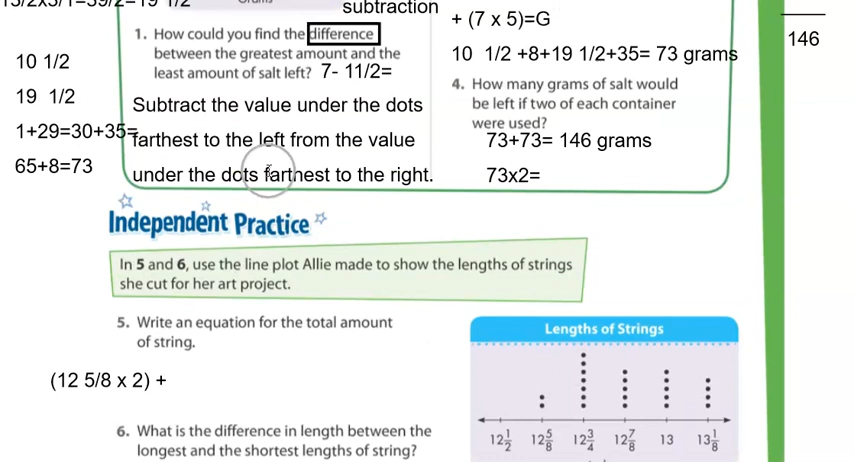 subtraction
146
1. How could you find the difference
between the greatest amount and the
least amount of salt left? 7- 11/2=
Subtract the value under the dots
farthest to the left from the value
under the dots farthest to the right.
10 1/2
19 1/2
1+29=30+35=
65+8=73
+ (7 x 5)=G
10 1/2 +8+19 1/2+35= 73 grams
4. How many grams of salt would
be left if two of each container
were used?
73+73= 146 grams
73x2=
Independent Practice
In 5 and 6, use the line plot Allie made to show the lengths of strings
she cut for her art project.
5. Write an equation for the total amount
of string.
(12 5/8 x 2) +
6. What is the difference in length between the
longest and the shortest lengths of string?
Lengths of Strings
12 1/2 12 5/8 12 3/4 12 7/8 13 13 1/8